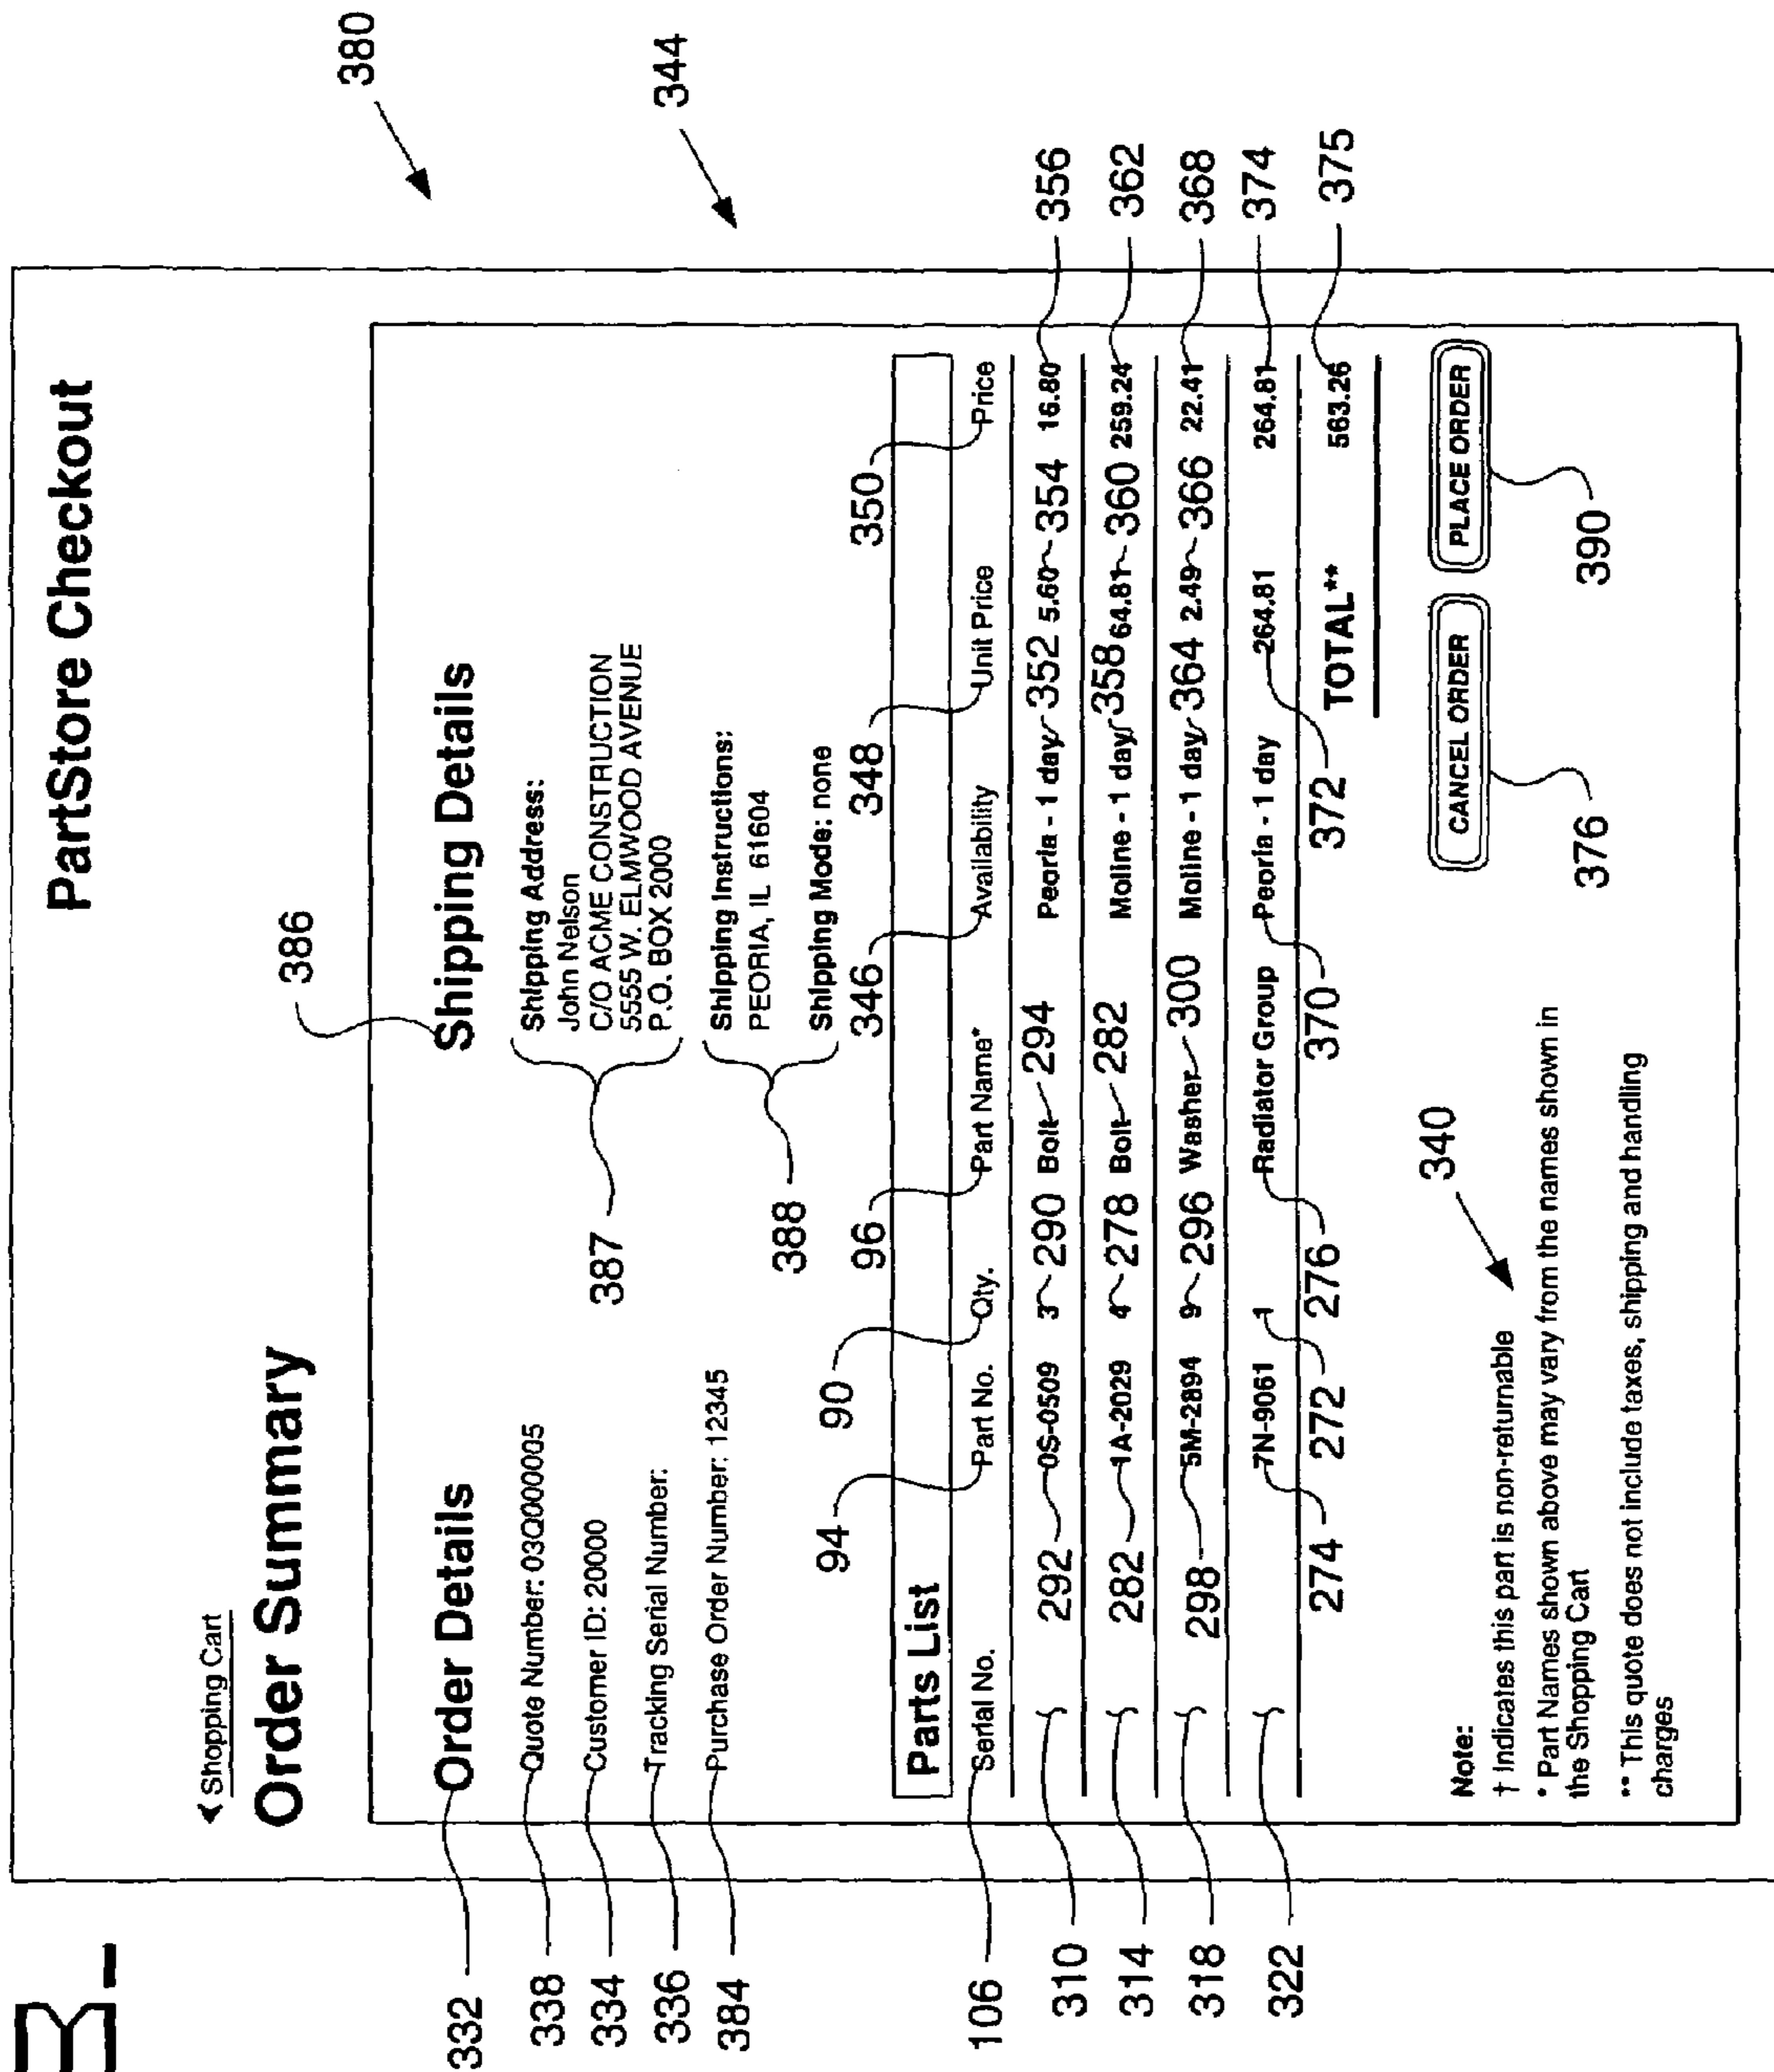 PartStore Checkout
380
344
Shopping Cart
Order Summary
386
332 Order Details
338 Quote Number: 03Q000005
334 Customer ID: 20000
336 Tracking Serial Number:
384 Purchase Order Number: 12345
Shipping Details
387 Shipping Address:
John Nelson
C/O ACME CONSTRUCTION
5555 W. ELMWOOD AVENUE
P.O. BOX 2000
388 Shipping Instructions:
PEORIA, IL 61604
Shipping Mode: none
94 90 96 346 348 350
Parts List
106 Serial No. Part No. Qty. Part Name* Availability Unit Price Price
310 292 0S-0509 3 290 Bolt 294 Peoria - 1 day 352 5.60 354 16.80 356
314 282 1A-2029 4 278 Bolt 282 Moline - 1 day 358 64.81 360 259.24 362
318 298 5M-2894 9 296 Washer 300 Moline - 1 day 364 2.49 366 22.41 368
322 7N-9061 1 Radiator Group Peoria - 1 day 264.81 264.81 374
274 272 276 370 372 TOTAL** 563.26 375
CANCEL ORDER PLACE ORDER
376 390
340
Note:
† Indicates this part is non-returnable
* Part Names shown above may vary from the names shown in
the Shopping Cart
** This quote does not include taxes, shipping and handling
charges